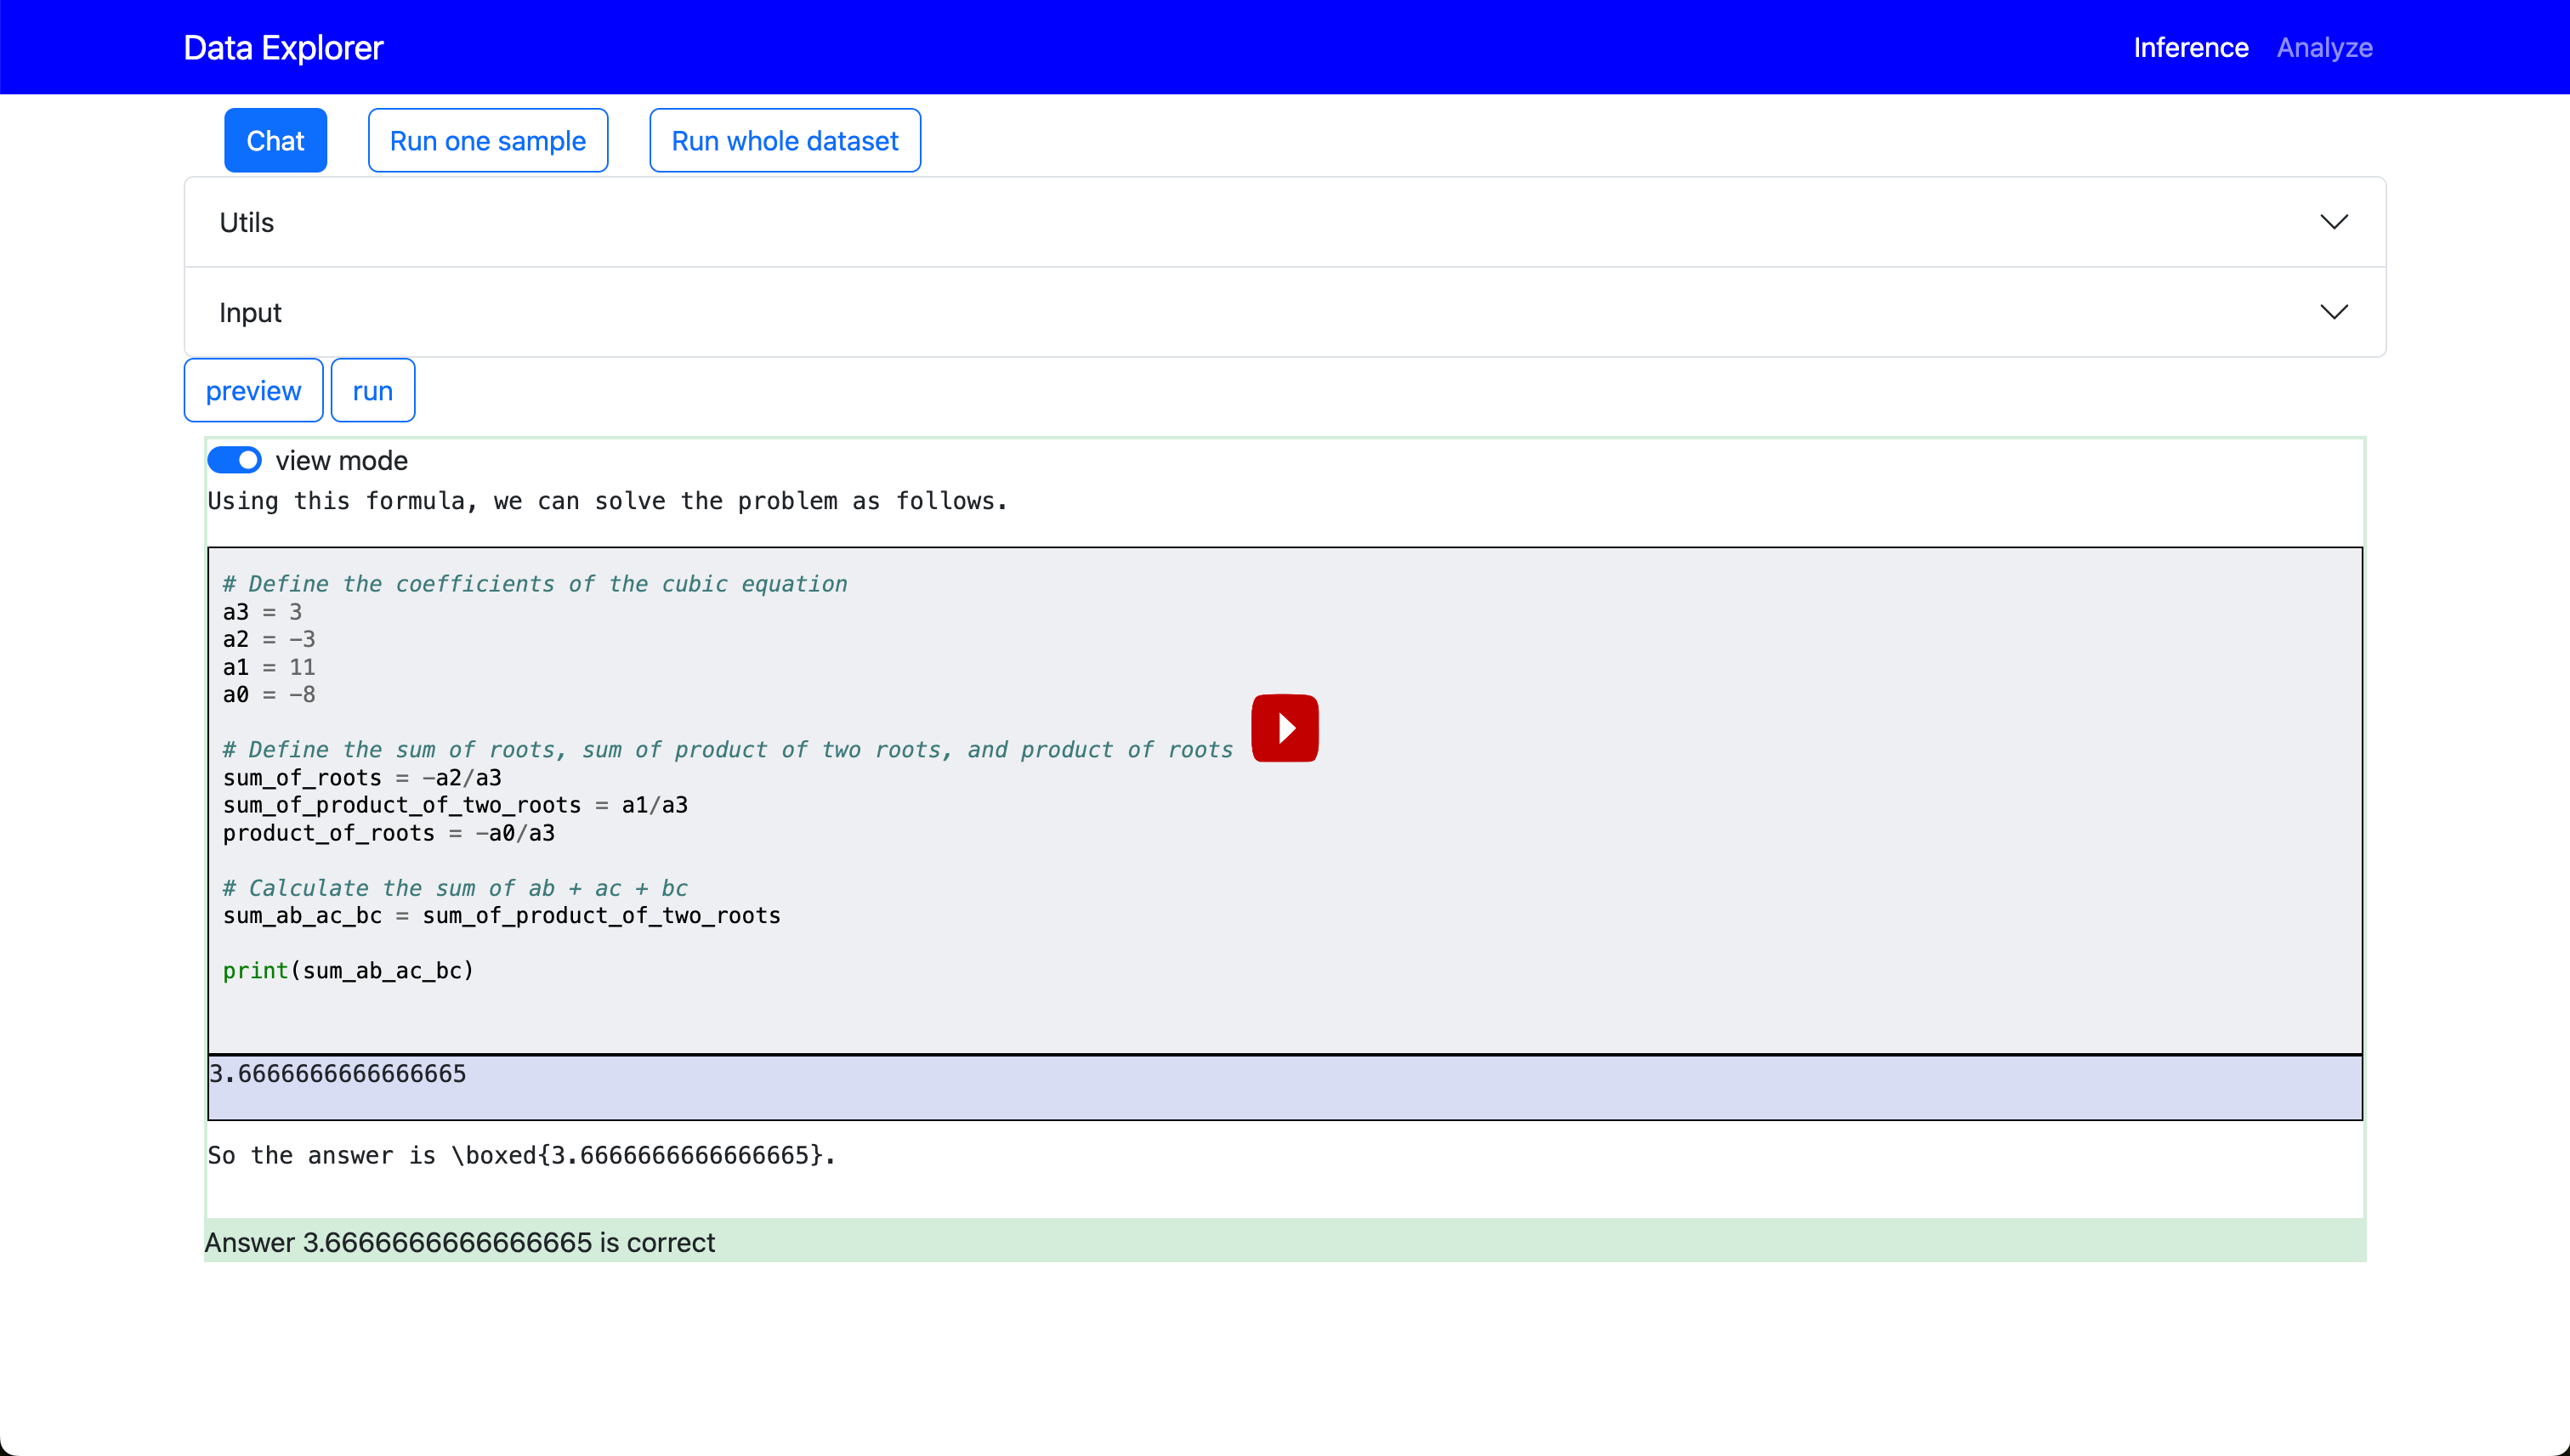 Data Explorer
Inference Analyze
Chat Run one sample Run whole dataset
Utils
Input
preview run
view mode
Using this formula, we can solve the problem as follows.
# Define the coefficients of the cubic equation
a3 = 3
a2 = -3
a1 = 11
a0 = -8
# Define the sum of roots, sum of product of two roots, and product of roots
sum_of_roots = -a2/a3
sum_of_product_of_two_roots = a1/a3
product_of_roots = -a0/a3
# Calculate the sum of ab + ac + bc
sum_ab_ac_bc = sum_of_product_of_two_roots
print(sum_ab_ac_bc)
3.6666666666666665
So the answer is \boxed{3.6666666666666665}.
Answer 3.6666666666666665 is correct